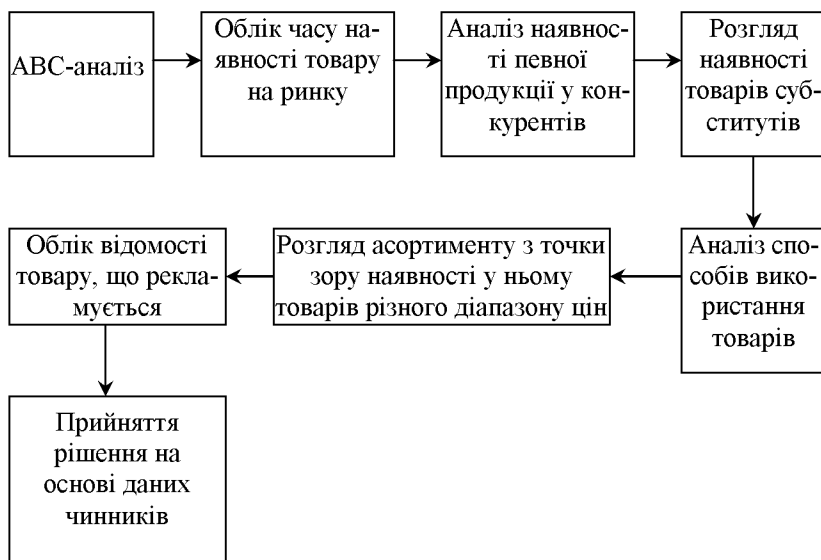 АВС-аналіз
Облік часу на-
явності товару
на ринку
Аналіз наявнос-
ті певної
продукції у кон-
курентів
Розгляд
наявності
товарів суб-
ститутів
Аналіз спо-
собів вико-
ристання
товарів
Розгляд асортименту з точки
зору наявності у ньому
товарів різного діапазону цін
Облік відомості
товару, що рекла-
мується
Прийняття
рішення на
основі даних
чинників